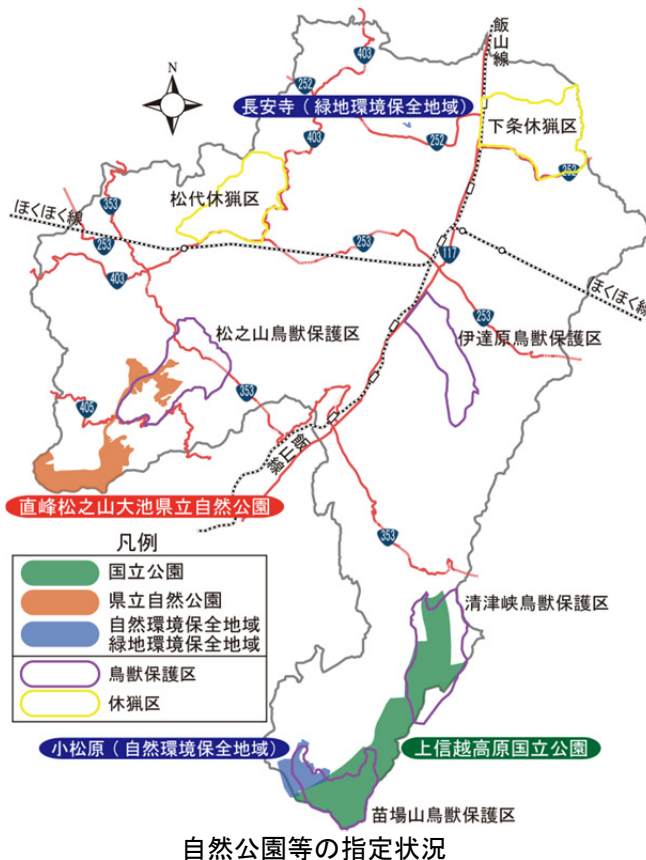 飯山線
403
N
252
長安寺(緑地環境保全地域)
403
252
下条休猟区
252
松代休猟区
353
ほくほく線
253
403
253
117
ほくほく線
253
松之山鳥獣保護区
伊達原鳥獣保護区
353
405
飯山線
直峰松之山大池県立自然公園
353
凡例
国立公園
県立自然公園
自然環境保全地域
緑地環境保全地域
鳥獣保護区
休猟区
清津峡鳥獣保護区
小松原(自然環境保全地域)
上信越高原国立公園
苗場山鳥獣保護区
自然公園等の指定状況